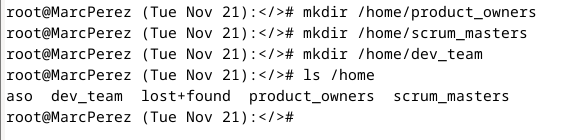 root@MarcPerez (Tue Nov 21):</># mkdir /home/product_owners
root@MarcPerez (Tue Nov 21):</># mkdir /home/scrum_masters
root@MarcPerez (Tue Nov 21):</># mkdir /home/dev_team
root@MarcPerez (Tue Nov 21):</># ls /home
aso  dev_team  lost+found  product_owners  scrum_masters
root@MarcPerez (Tue Nov 21):</>#